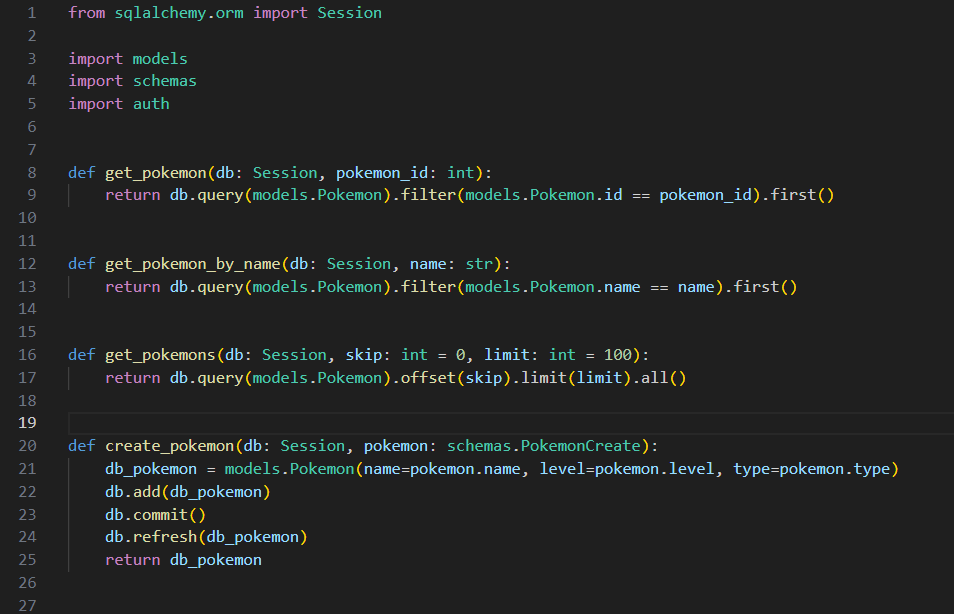 1 from sqlalchemy.orm import Session
2
3 import models
4 import schemas
5 import auth
6
7
8 def get_pokemon(db: Session, pokemon_id: int):
9     return db.query(models.Pokemon).filter(models.Pokemon.id == pokemon_id).first()
10
11
12 def get_pokemon_by_name(db: Session, name: str):
13     return db.query(models.Pokemon).filter(models.Pokemon.name == name).first()
14
15
16 def get_pokemons(db: Session, skip: int = 0, limit: int = 100):
17     return db.query(models.Pokemon).offset(skip).limit(limit).all()
18
19
20 def create_pokemon(db: Session, pokemon: schemas.PokemonCreate):
21     db_pokemon = models.Pokemon(name=pokemon.name, level=pokemon.level, type=pokemon.type)
22     db.add(db_pokemon)
23     db.commit()
24     db.refresh(db_pokemon)
25     return db_pokemon
26
27